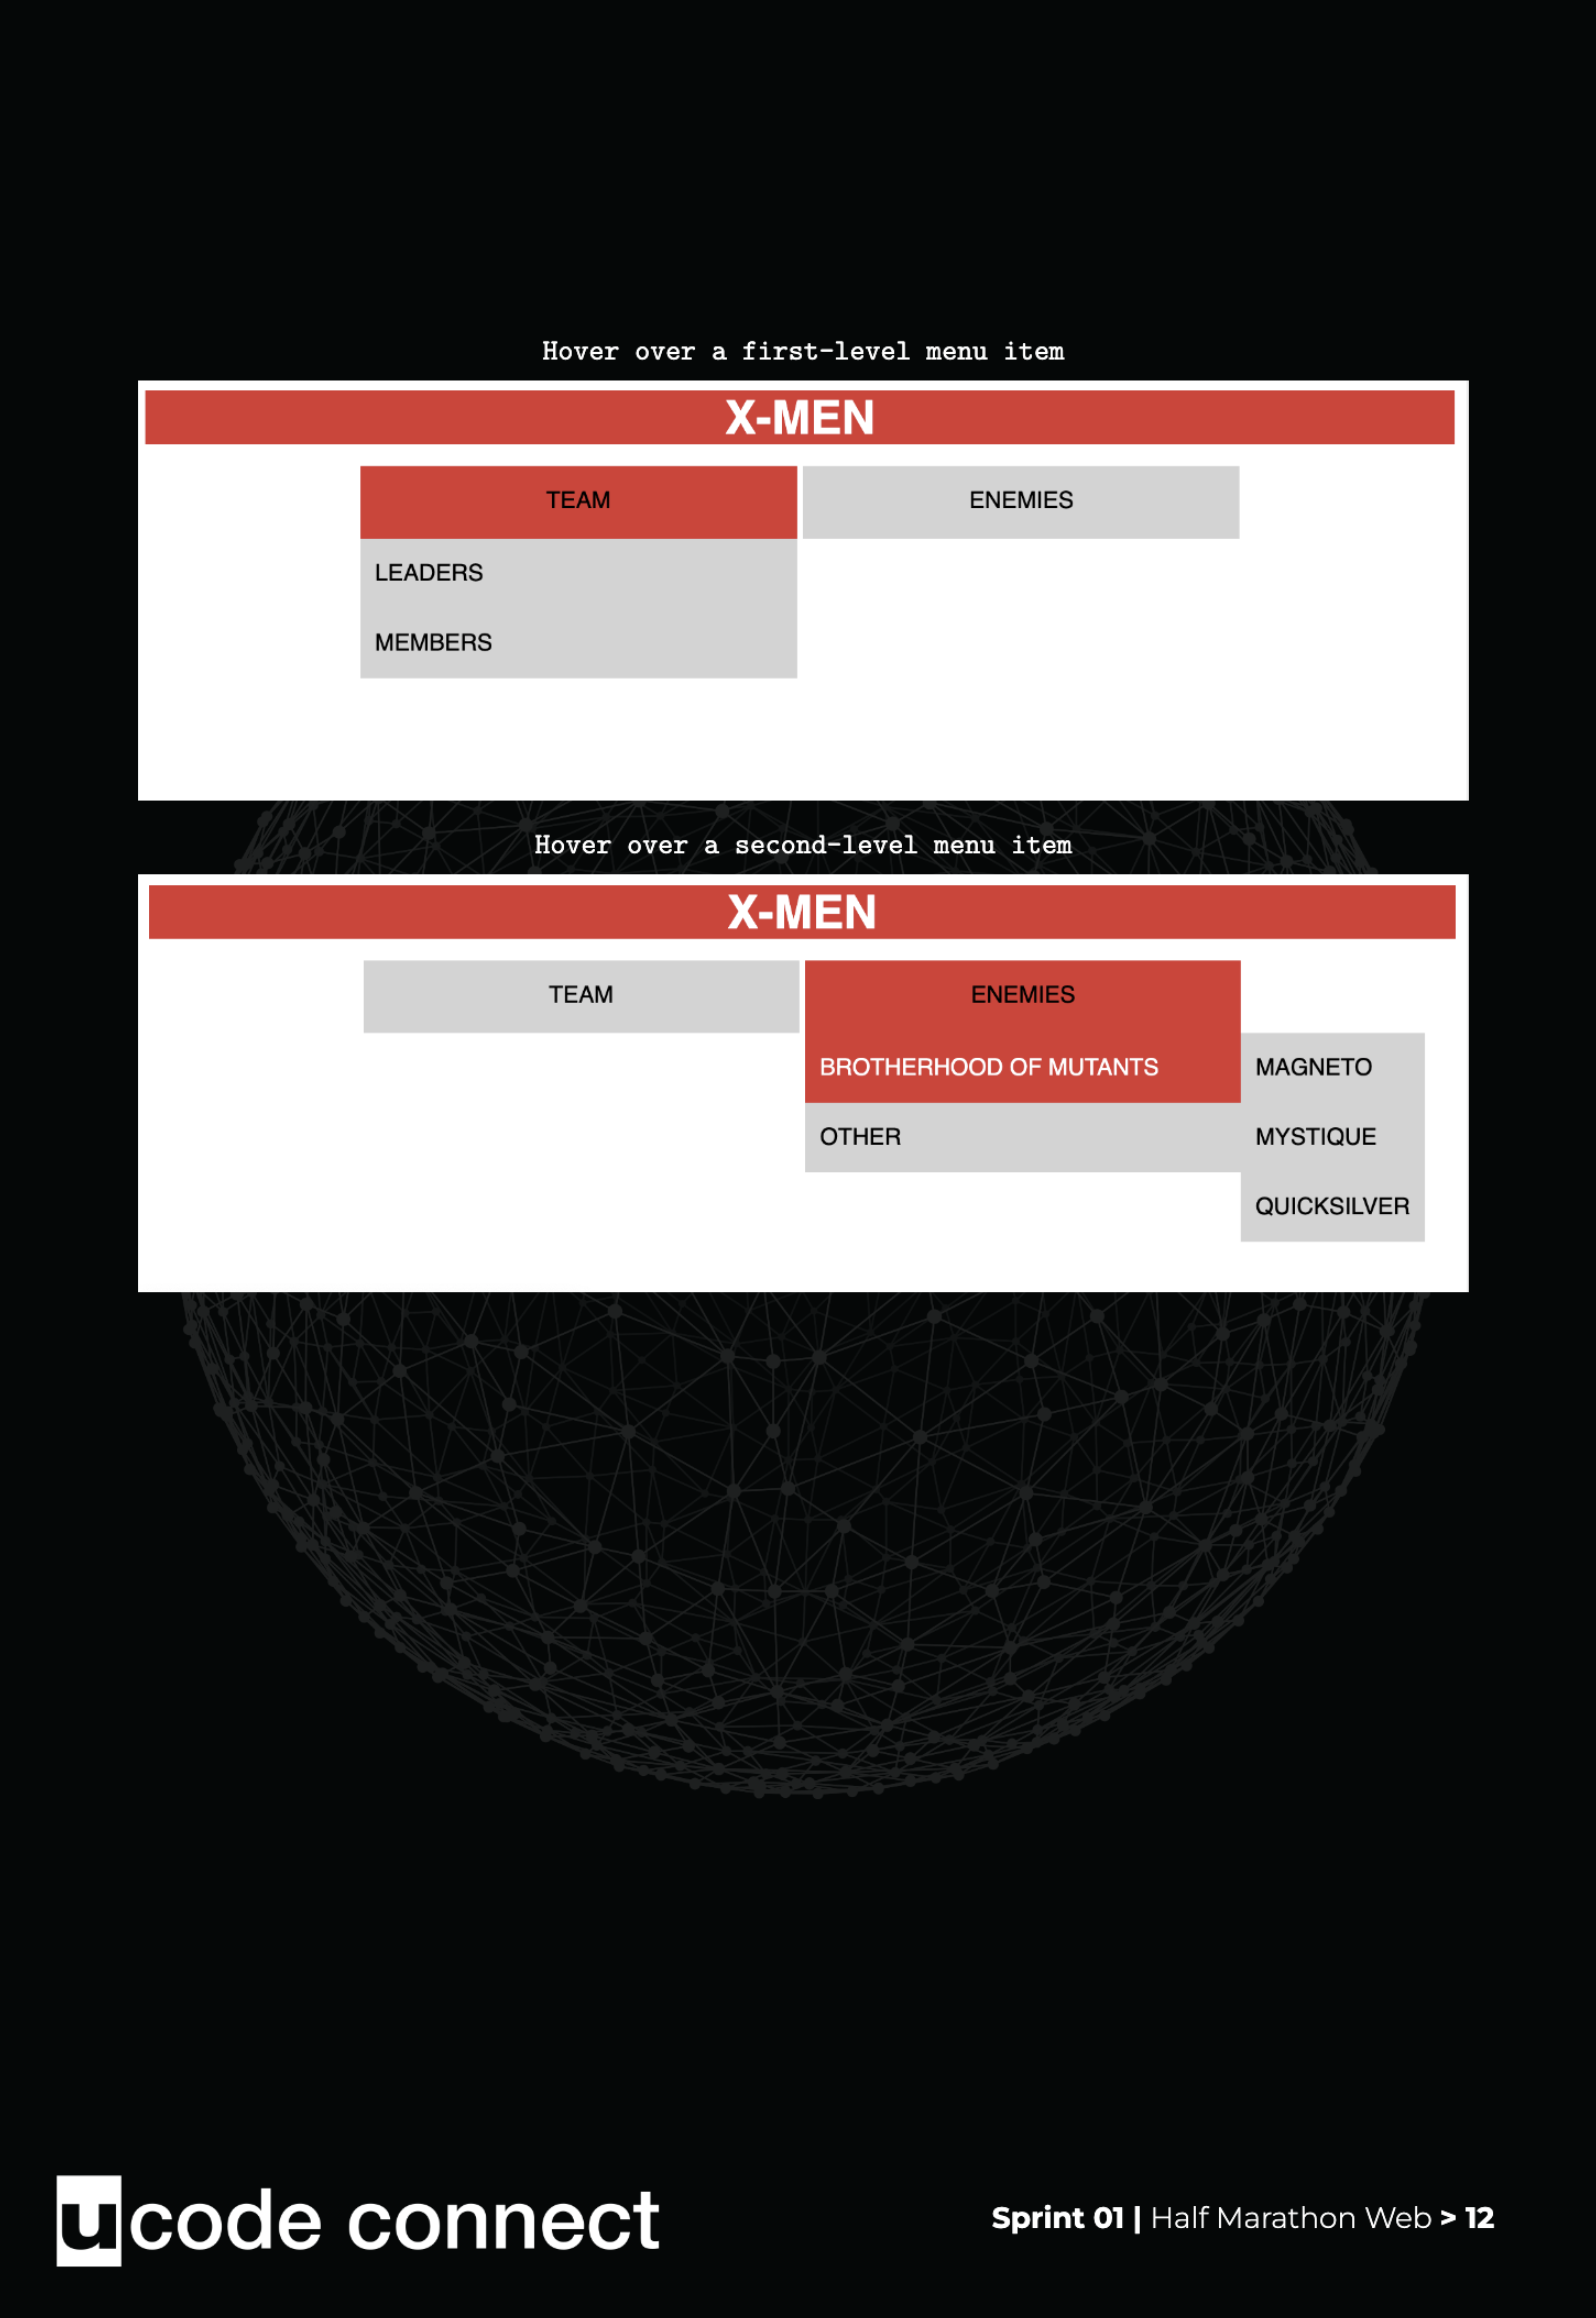 Hover over a first-level menu item
X-MEN
TEAM ENEMIES
LEADERS
MEMBERS
Hover over a second-level menu item
X-MEN
TEAM ENEMIES
BROTHERHOOD OF MUTANTS MAGNETO
OTHER MYSTIQUE
QUICKSILVER
ucode connect
Sprint 01 | Half Marathon Web > 12